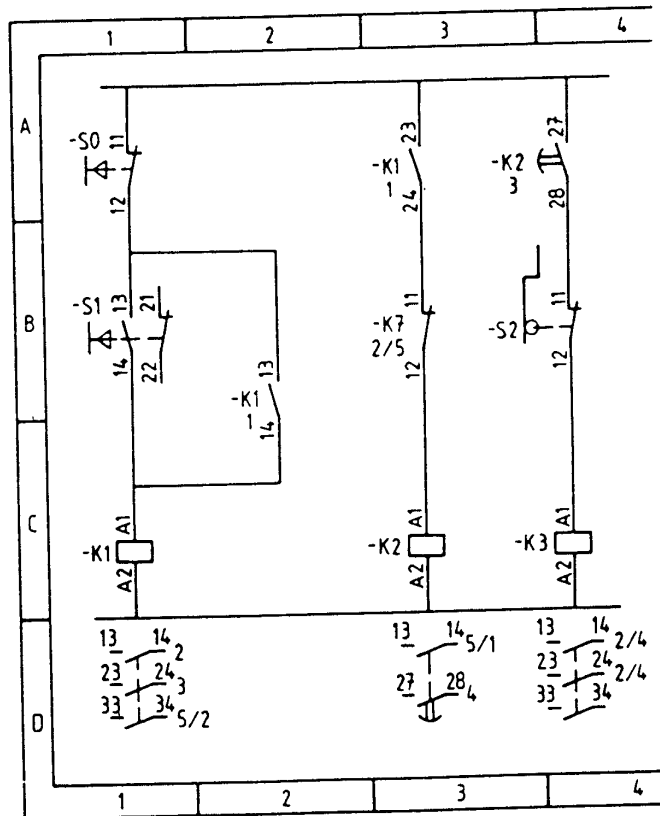 1 2 3 4
A
-S0 11
12
23
-K1
1
24
27
-K2
3
28
B
-S1 13 21
14 22
13
-K1
1
14
11
-K7
2/5
12
11
-S2
12
C
A1
-K1
A2
A1
-K2
A2
A1
-K3
A2
D
13 14 2
23 24 3
33 34 5/2
13 14 5/1
27 28 4
13 14 2/4
23 24 2/4
33 34
1 2 3 4